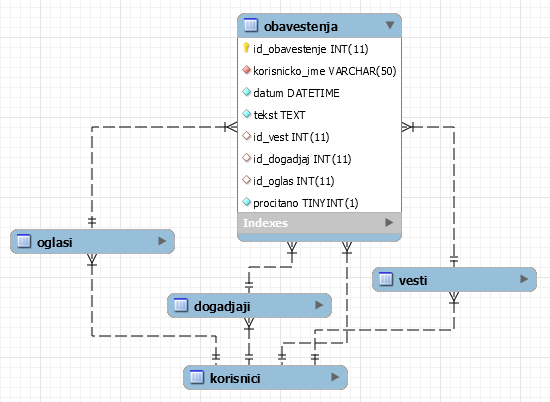 obavestenja
id_obavestenje INT(11)
korisnicko_ime VARCHAR(50)
datum DATETIME
tekst TEXT
id_vest INT(11)
id_dogadjaj INT(11)
id_oglas INT(11)
procitano TINYINT(1)
Indexes
oglasi
vesti
dogadjaji
korisnici